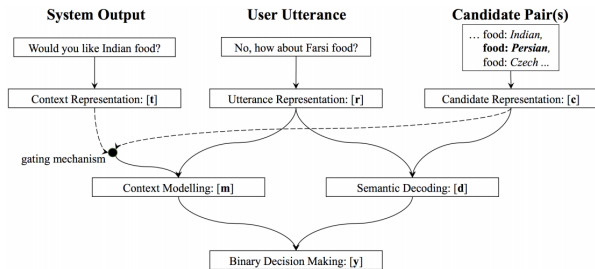 System Output
User Utterance
Candidate Pair(s)
Would you like Indian food?
No, how about Farsi food?
... food: Indian,
food: Persian,
food: Czech ...
Context Representation: [t]
Utterance Representation: [r]
Candidate Representation: [c]
gating mechanism
Context Modelling: [m]
Semantic Decoding: [d]
Binary Decision Making: [y]